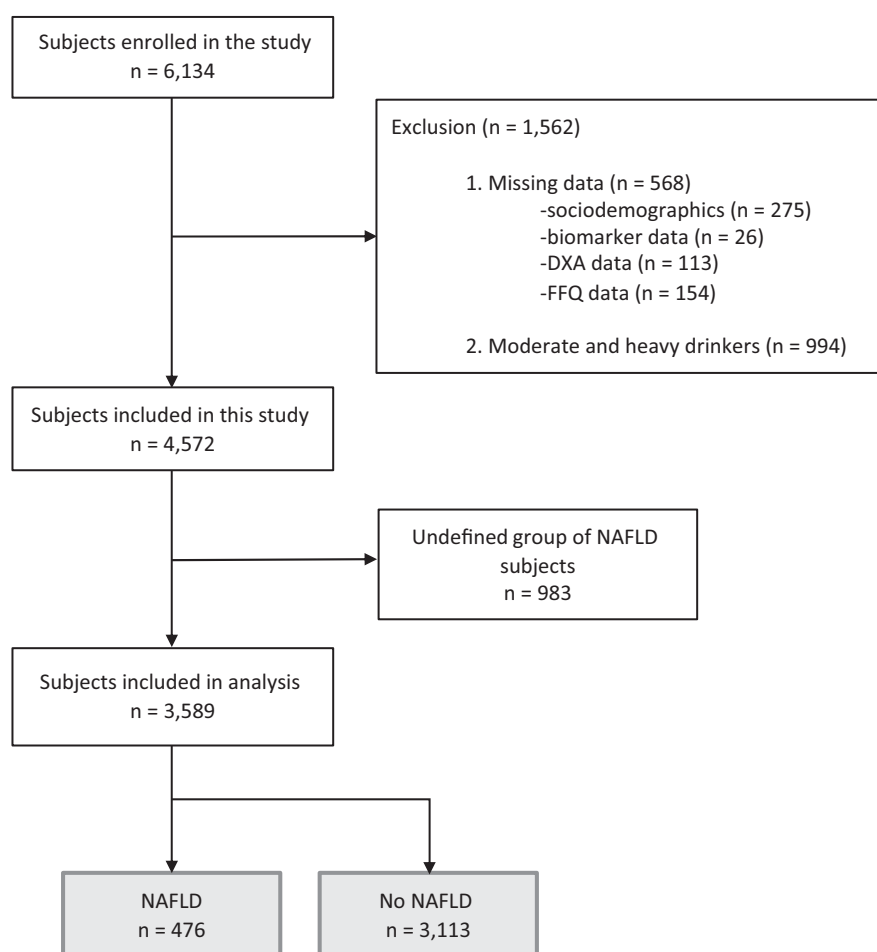 Subjects enrolled in the study
n = 6,134
Exclusion (n = 1,562)
1. Missing data (n = 568)
-sociodemographics (n = 275)
-biomarker data (n = 26)
-DXA data (n = 113)
-FFQ data (n = 154)
2. Moderate and heavy drinkers (n = 994)
Subjects included in this study
n = 4,572
Undefined group of NAFLD
subjects
n = 983
Subjects included in analysis
n = 3,589
NAFLD
n = 476
No NAFLD
n = 3,113